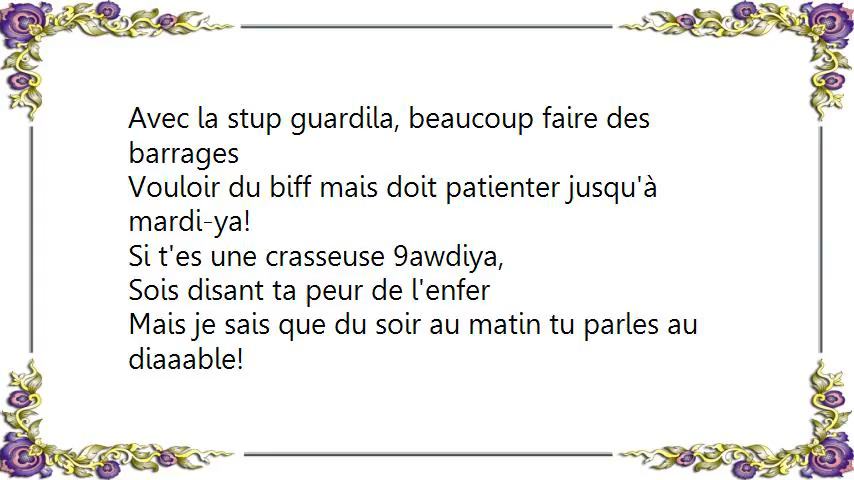 Avec la stup guardila, beaucoup faire des
barrages
Vouloir du biff mais doit patienter jusqu'à
mardi-ya!
Si t'es une crasseuse 9awdiya,
Sois disant ta peur de l'enfer
Mais je sais que du soir au matin tu parles au
diaaable!